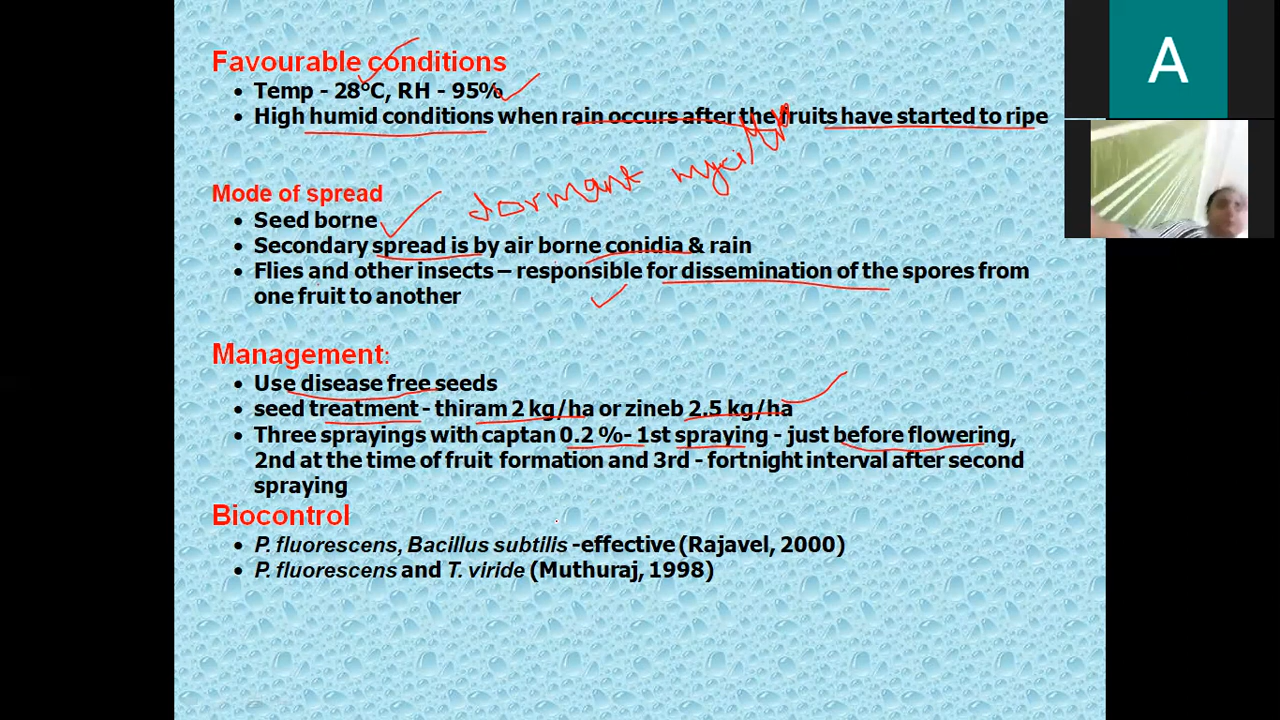 Favourable conditions
• Temp - 28ºC, RH - 95%
• High humid conditions when rain occurs after the fruits have started to ripe
dormant
Mode of spread
• Seed borne
• Secondary spread is by air borne conidia & rain
• Flies and other insects – responsible for dissemination of the spores from
one fruit to another
Management:
• Use disease free seeds
• seed treatment - thiram 2 kg/ha or zineb 2.5 kg/ha
• Three sprayings with captan 0.2 %- 1st spraying - just before flowering,
2nd at the time of fruit formation and 3rd - fortnight interval after second
spraying
Biocontrol
• P. fluorescens, Bacillus subtilis -effective (Rajavel, 2000)
• P. fluorescens and T. viride (Muthuraj, 1998)
A